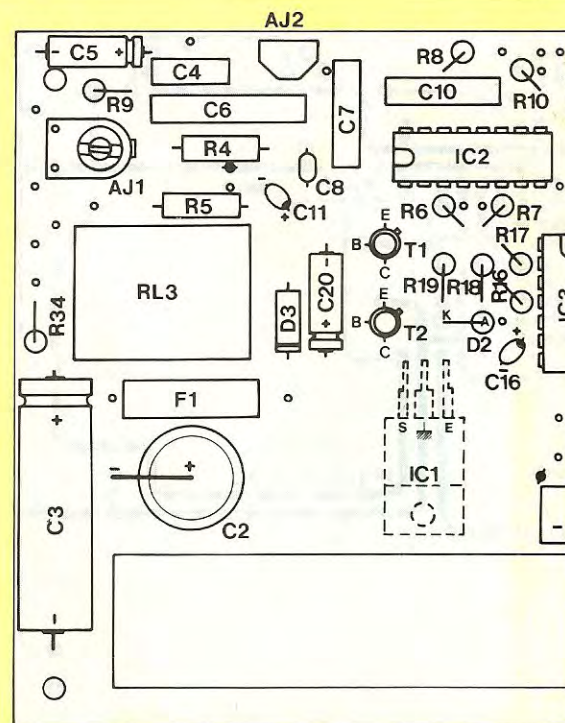 AJ2
- C5 +
C4
R8
R9
C6
C7
C10
R10
R4
IC2
AJ1
C8
R5
- C11 +
R6
R7
E
B T1
C
R17
RL3
R19
R18
R16
R34
D3
+ C20 -
E
B T2
C
K A
D2
IC3
C16
- +
F1
S E
IC1
+ C3 -
- +
C2
-